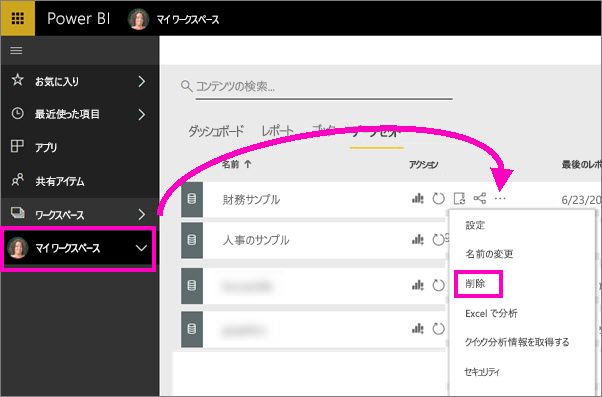 Power BI
マイ ワークスペース
お気に入り
最近使った項目
アプリ
共有アイテム
ワークスペース
マイ ワークスペース
コンテンツの検索...
ダッシュボード レポート データセット
名前 ↑ アクション 最後のレポ
財務サンプル 6/23/20
人事のサンプル
設定
名前の変更
削除
Excel で分析
クイック分析情報を取得する
セキュリティ